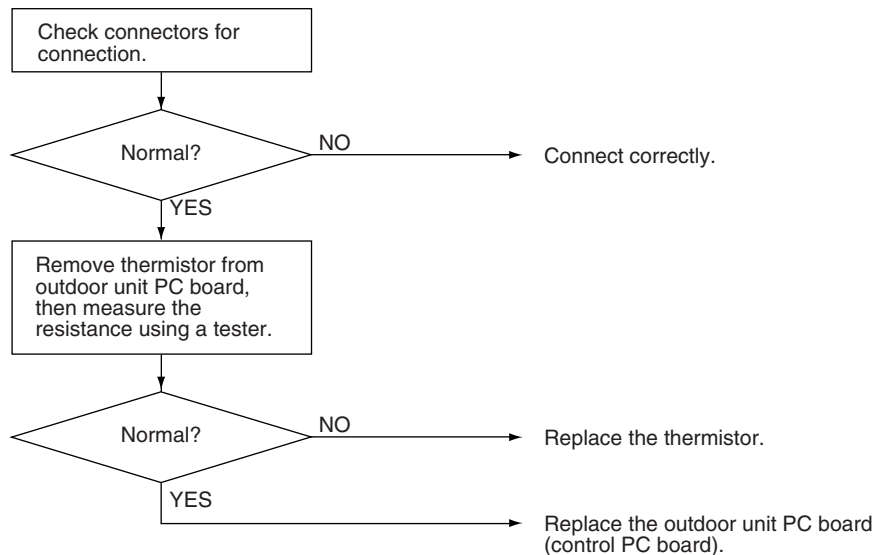 Check connectors for
connection.
Normal?
NO
Connect correctly.
YES
Remove thermistor from
outdoor unit PC board,
then measure the
resistance using a tester.
Normal?
NO
Replace the thermistor.
YES
Replace the outdoor unit PC board
(control PC board).